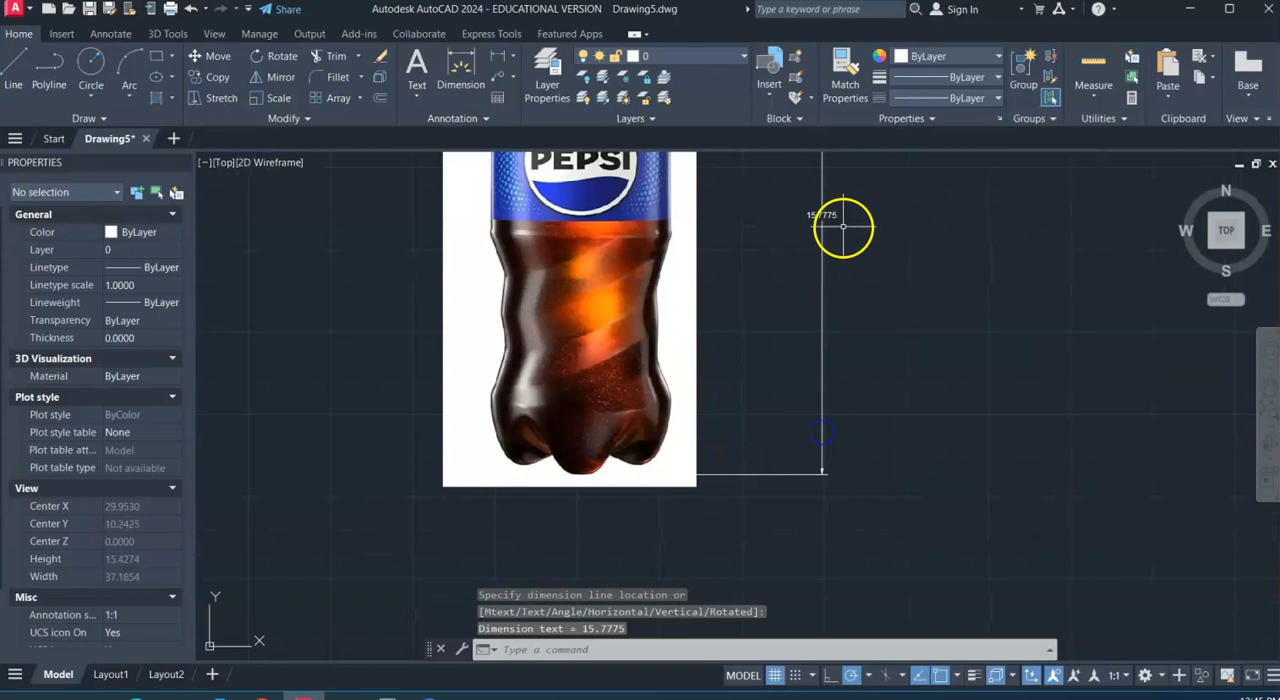 Share
Autodesk AutoCAD 2024 - EDUCATIONAL VERSION Drawing5.dwg
Type a keyword or phrase
Sign In
Home Insert Annotate 3D Tools View Manage Output Add-ins Collaborate Express Tools
Move Rotate Trim
Copy Mirror Fillet
Stretch Scale Array
Line Polyline Circle Arc
Text Dimension
Layer Properties
0
Insert
Match Properties
ByLayer
ByLayer
ByLayer
Group
Measure
Paste
Base
Draw Modify Annotation Layers Block Properties Groups Utilities Clipboard View
Start Drawing5*
PROPERTIES
[−][Top][2D Wireframe]
No selection
General
Color ByLayer
Layer 0
Linetype ByLayer
Linetype scale 1.0000
Lineweight ByLayer
Transparency ByLayer
Thickness 0.0000
3D Visualization
Material ByLayer
Plot style
Plot style ByColor
Plot style table None
Plot table att... Model
Plot table type Not available
View
Center X 29.9530
Center Y 10.2425
Center Z 0.0000
Height 15.4274
Width 37.1854
Misc
Annotation s... 1:1
UCS icon On Yes
PEPSI
15.7775
N
W TOP E
S
WCS
Y
X
Specify dimension line location or
[Mtext/Text/Angle/Horizontal/Vertical/Rotated]:
Dimension text = 15.7775
Type a command
Model Layout1 Layout2
MODEL
1:1